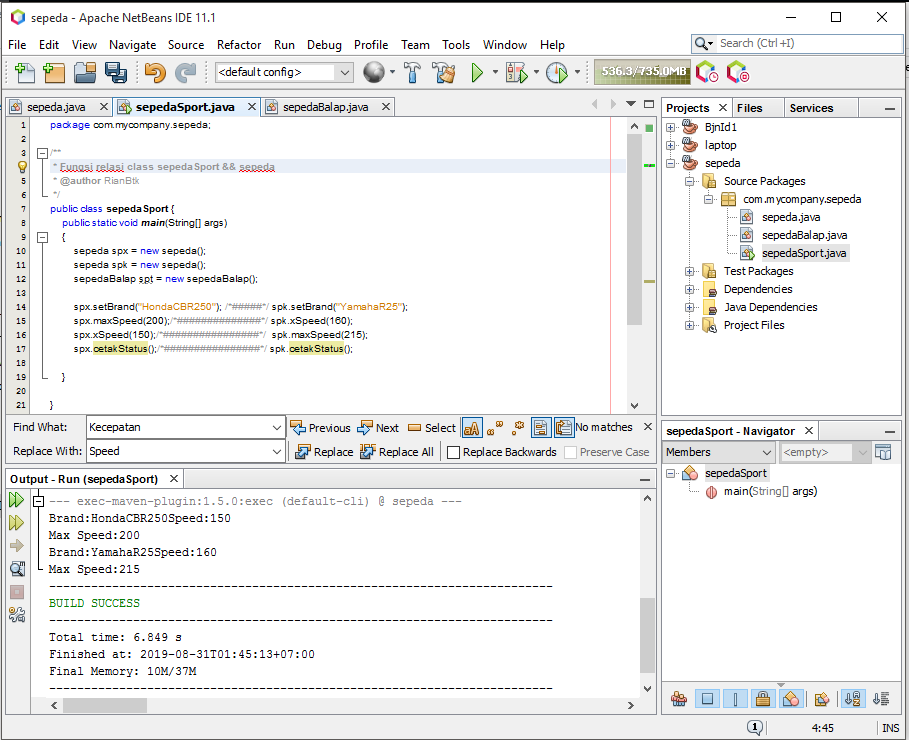 sepeda - Apache NetBeans IDE 11.1
File Edit View Navigate Source Refactor Run Debug Profile Team Tools Window Help
Search (Ctrl+I)
<default config>
536.3/735.0MB
sepeda.java sepedaSport.java sepedaBalap.java
1 package com.mycompany.sepeda;
2
3 /**
* Fungsi relasi class sepedaSport && sepeda
5 * @author RianBtk
6 */
7 public class sepedaSport {
8 public static void main(String[] args)
9 {
10 sepeda spx = new sepeda();
11 sepeda spk = new sepeda();
12 sepedaBalap spt = new sepedaBalap();
13
14 spx.setBrand("HondaCBR250"); /*#####*/ spk.setBrand("YamahaR25");
15 spx.maxSpeed(200);/*##############*/ spk.xSpeed(160);
16 spx.xSpeed(150);/*################*/ spk.maxSpeed(215);
17 spx.cetakStatus();/*################*/ spk.cetakStatus();
18
19 }
20
21 }
Find What: Kecepatan Previous Next Select No matches
Replace With: Speed Replace Replace All Replace Backwards Preserve Case
Output - Run (sepedaSport)
--- exec-maven-plugin:1.5.0:exec (default-cli) @ sepeda ---
Brand:HondaCBR250Speed:150
Max Speed:200
Brand:YamahaR25Speed:160
Max Speed:215
------------------------------------------------------------------------
BUILD SUCCESS
------------------------------------------------------------------------
Total time: 6.849 s
Finished at: 2019-08-31T01:45:13+07:00
Final Memory: 10M/37M
------------------------------------------------------------------------
Projects Files Services
BjnId1
laptop
sepeda
Source Packages
com.mycompany.sepeda
sepeda.java
sepedaBalap.java
sepedaSport.java
Test Packages
Dependencies
Java Dependencies
Project Files
sepedaSport - Navigator
Members <empty>
sepedaSport
main(String[] args)
1 4:45 INS